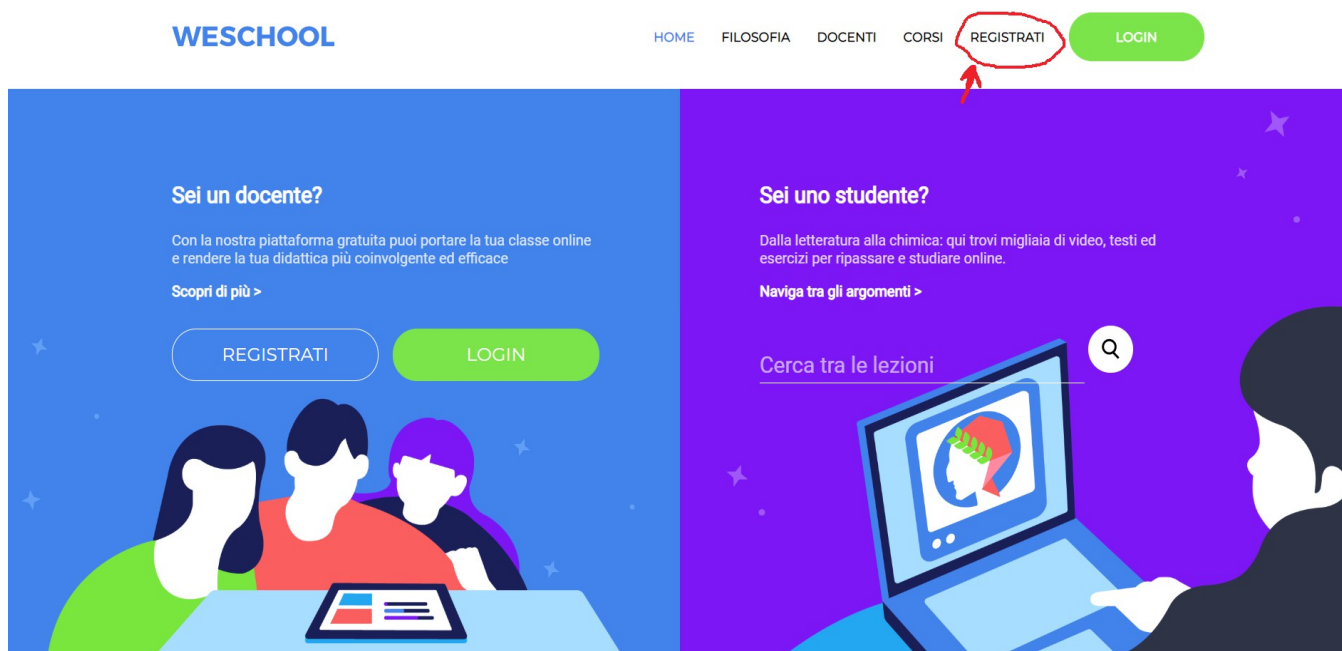 WESCHOOL
HOME FILOSOFIA DOCENTI CORSI REGISTRATI LOGIN
Sei un docente?
Con la nostra piattaforma gratuita puoi portare la tua classe online
e rendere la tua didattica più coinvolgente ed efficace
Scopri di più >
REGISTRATI LOGIN
Sei uno studente?
Dalla letteratura alla chimica: qui trovi migliaia di video, testi ed
esercizi per ripassare e studiare online.
Naviga tra gli argomenti >
Cerca tra le lezioni